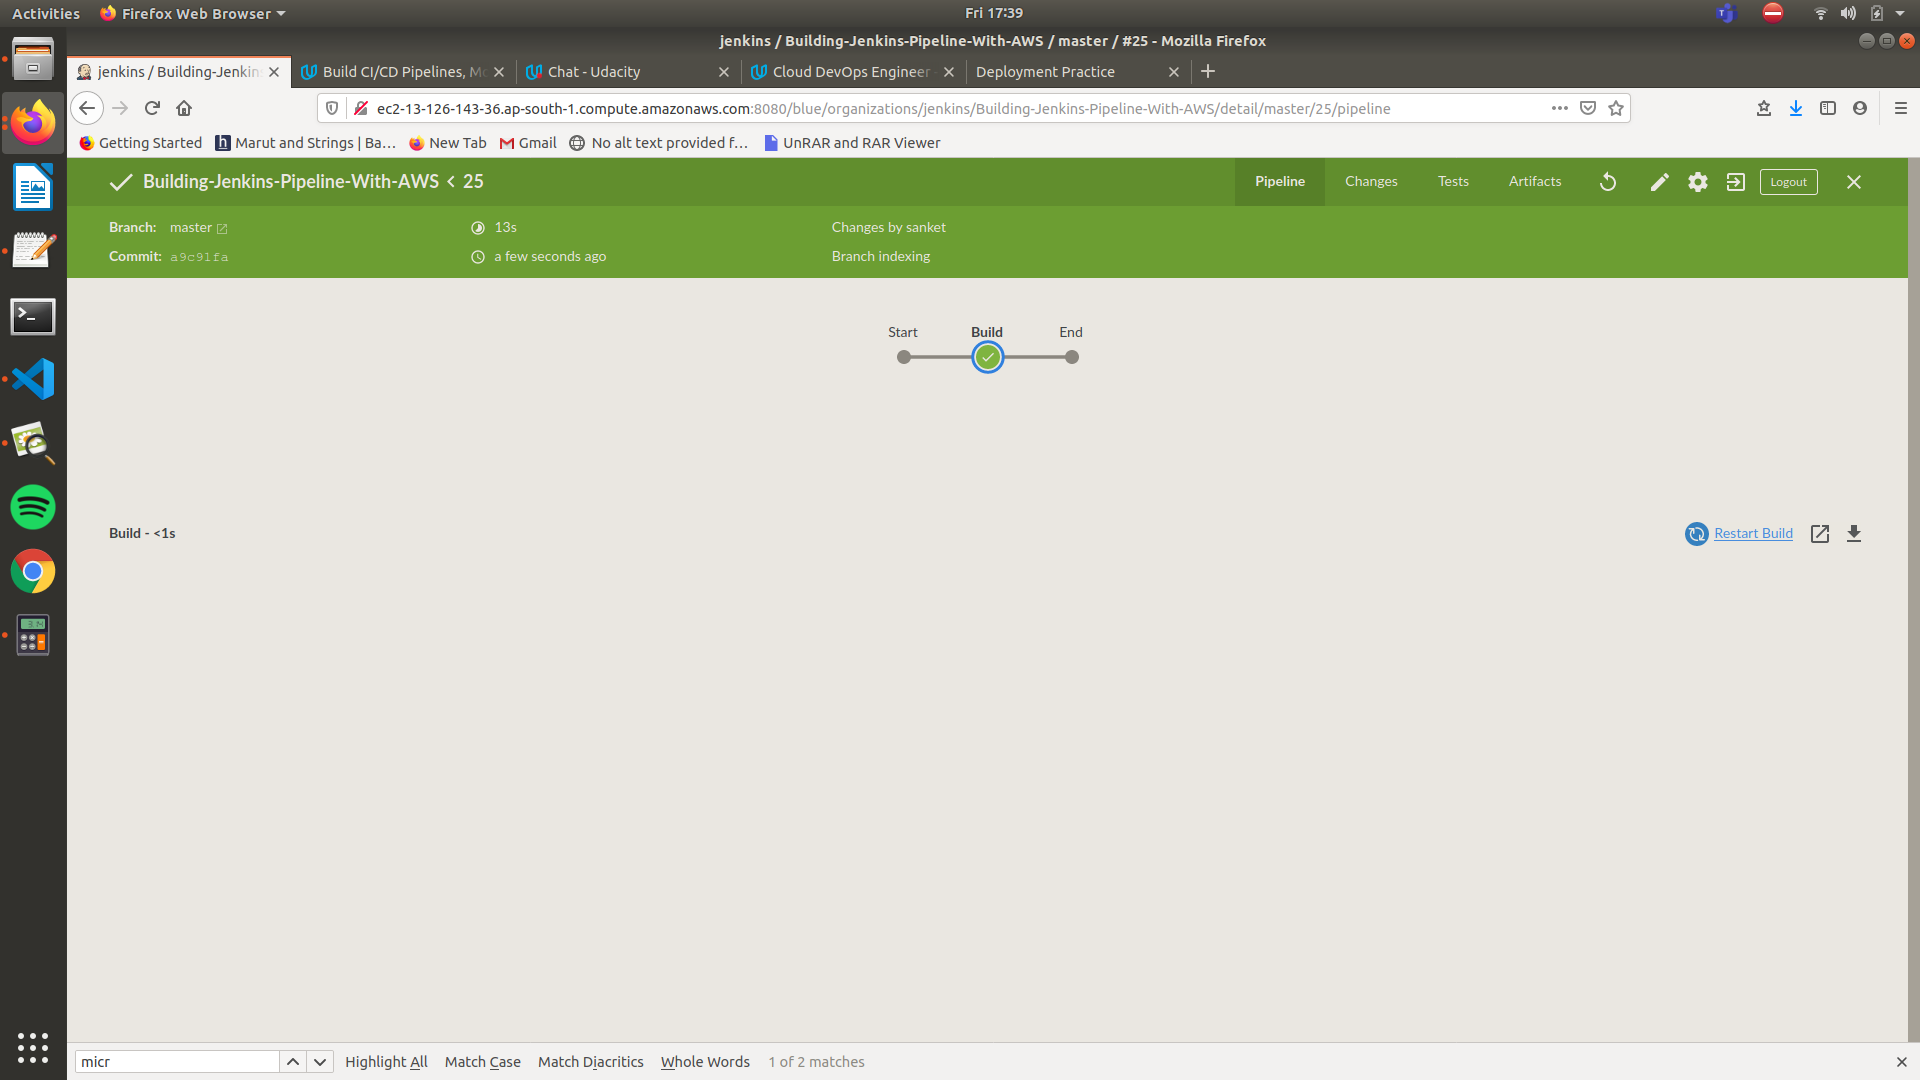 Activities Firefox Web Browser Fri 17:39
jenkins / Building-Jenkins-Pipeline-With-AWS / master / #25 - Mozilla Firefox
jenkins / Building-Jenkins Build CI/CD Pipelines, Mo Chat - Udacity Cloud DevOps Engineer - Deployment Practice
ec2-13-126-143-36.ap-south-1.compute.amazonaws.com:8080/blue/organizations/jenkins/Building-Jenkins-Pipeline-With-AWS/detail/master/25/pipeline
Getting Started Marut and Strings | Ba… New Tab Gmail No alt text provided f… UnRAR and RAR Viewer
Building-Jenkins-Pipeline-With-AWS < 25 Pipeline Changes Tests Artifacts Logout
Branch: master 13s Changes by sanket
Commit: a9c91fa a few seconds ago Branch indexing
Start Build End
Build - <1s Restart Build
micr Highlight All Match Case Match Diacritics Whole Words 1 of 2 matches